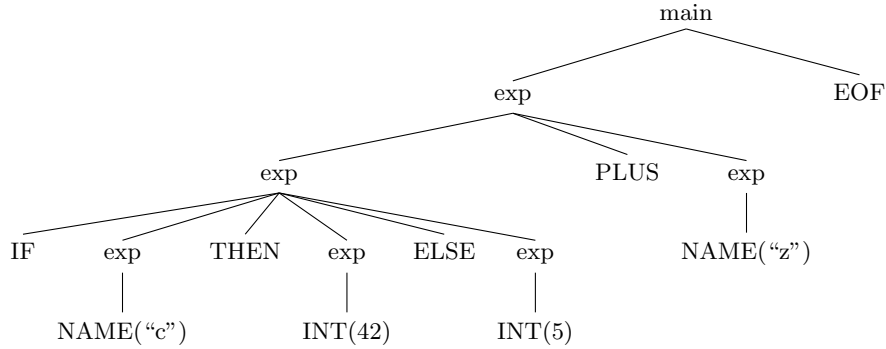 main
exp EOF
exp PLUS exp
IF exp THEN exp ELSE exp NAME(“z”)
NAME(“c”) INT(42) INT(5)